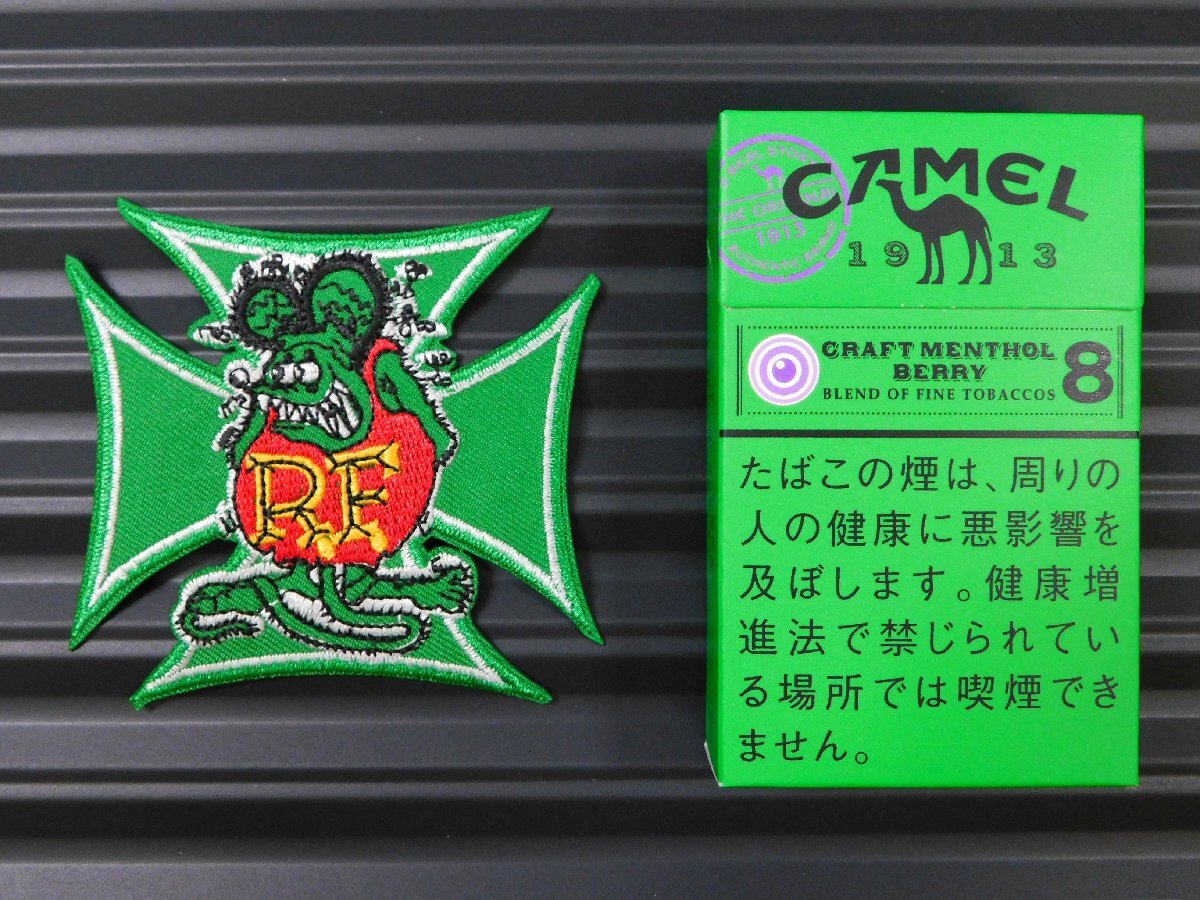 R.F.
CAMEL
1913
1913
CRAFT MENTHOL
BERRY
BLEND OF FINE TOBACCOS
8
たばこの煙は、周りの
人の健康に悪影響を
及ぼします。健康増
進法で禁じられてい
る場所では喫煙でき
ません。